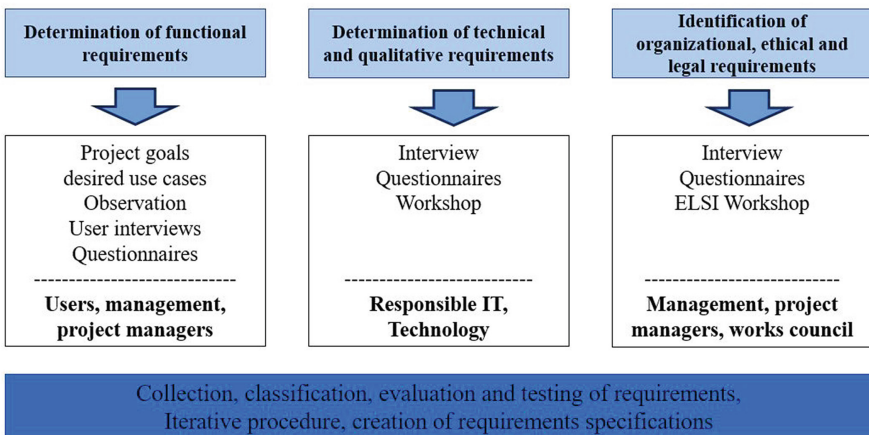 Determination of functional
requirements
Project goals
desired use cases
Observation
User interviews
Questionnaires
-----------------------------
Users, management,
project managers
Determination of technical
and qualitative requirements
Interview
Questionnaires
Workshop
---------------------------
Responsible IT,
Technology
Identification of
organizational, ethical and
legal requirements
Interview
Questionnaires
ELSI Workshop
----------------------------
Management, project
managers, works council
Collection, classification, evaluation and testing of requirements,
Iterative procedure, creation of requirements specifications